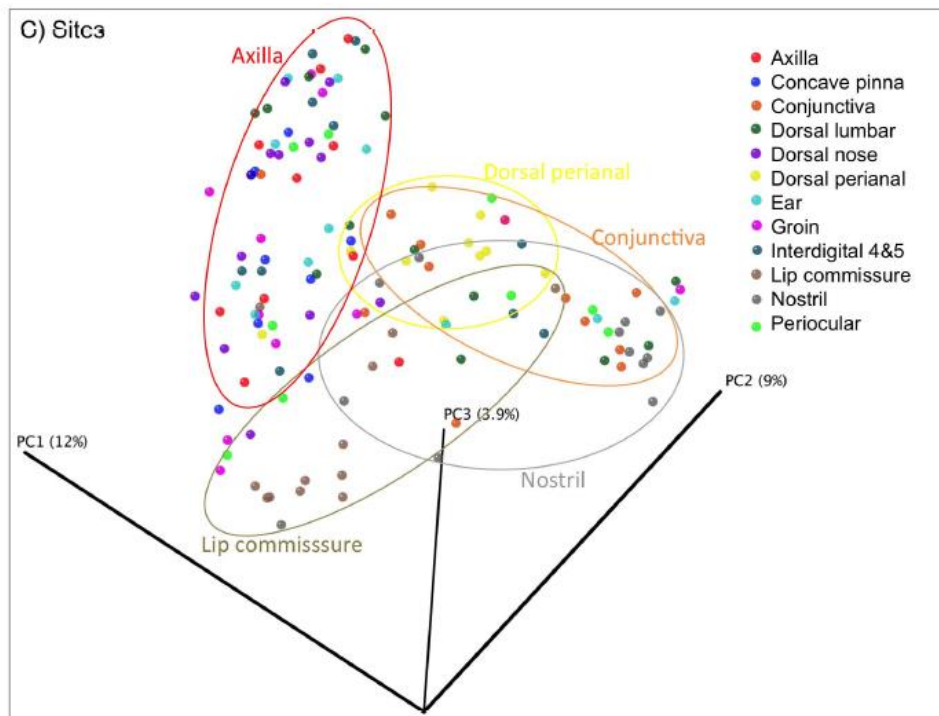 C) Sitcз
Axilla
Axilla
Concave pinna
Conjunctiva
Dorsal lumbar
Dorsal nose
Dorsal perianal
Ear
Groin
Interdigital 4&5
Lip commissure
Nostril
Periocular
Dorsal perianal
Conjunctiva
PC2 (9%)
PC3 (3.9%)
PC1 (12%)
Nostril
Lip commisssure